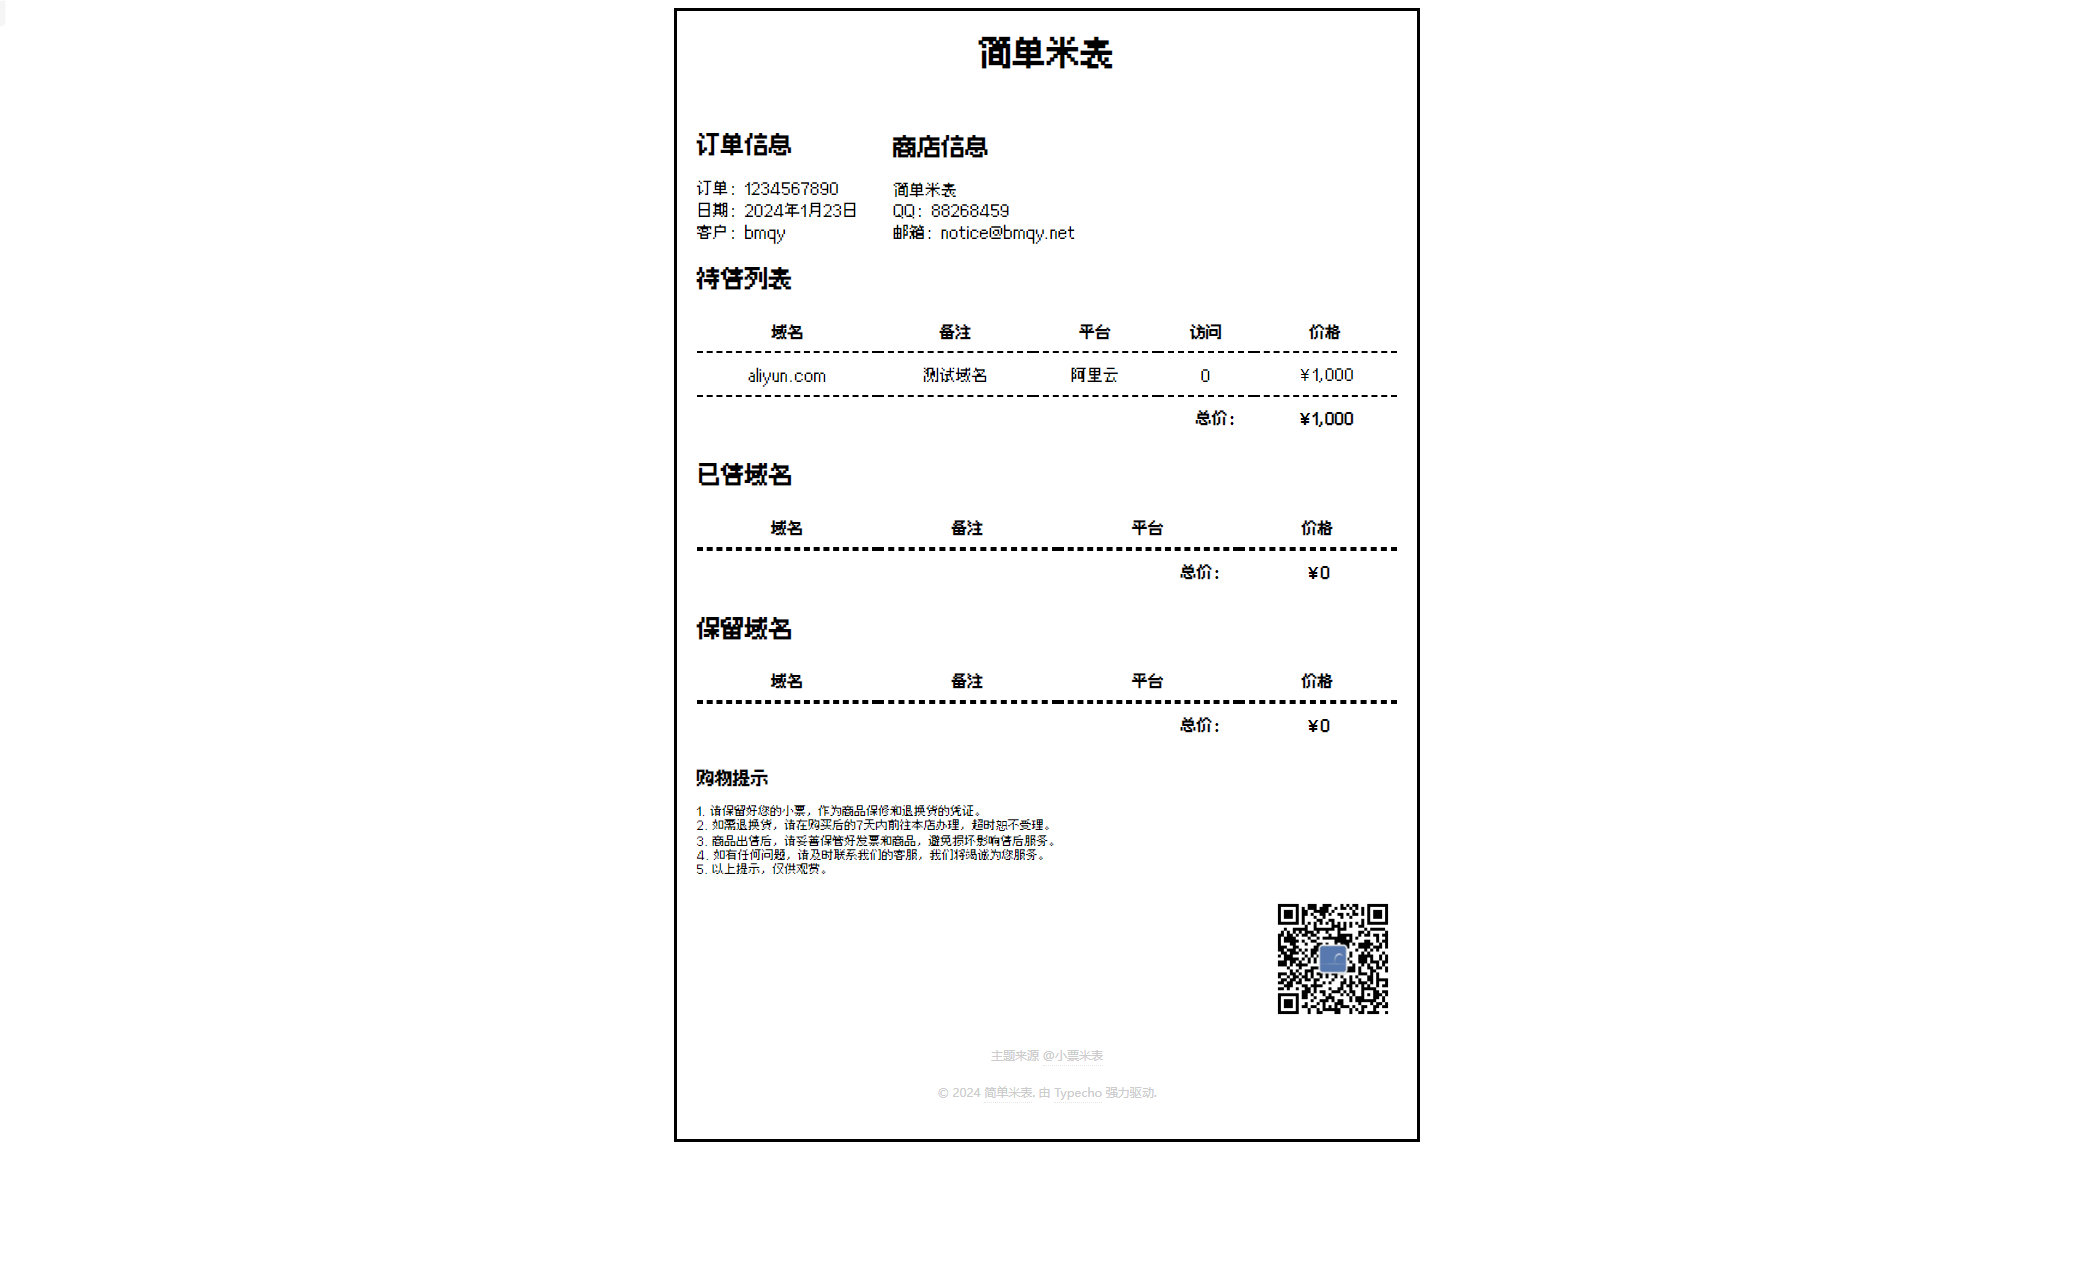 简单米表
订单信息
订单：1234567890
日期：2024年1月23日
客户：bmqy
商店信息
简单米表
QQ：88268459
邮箱：notice@bmqy.net
待售列表
域名 备注 平台 访问 价格
aliyun.com 测试域名 阿里云 0 ¥1,000
总价： ¥1,000
已售域名
域名 备注 平台 价格
总价： ¥0
保留域名
域名 备注 平台 价格
总价： ¥0
购物提示
1. 请保留好您的小票，作为商品保修和退换货的凭证。
2. 如需退换货，请在购买后的7天内前往本店办理，超时恕不受理。
3. 商品出售后，请妥善保管好发票和商品，避免损坏影响售后服务。
4. 如有任何问题，请及时联系我们的客服，我们将竭诚为您服务。
5. 以上提示，仅供观赏。
主题来源 @小票米表
© 2024 简单米表. 由 Typecho 强力驱动.